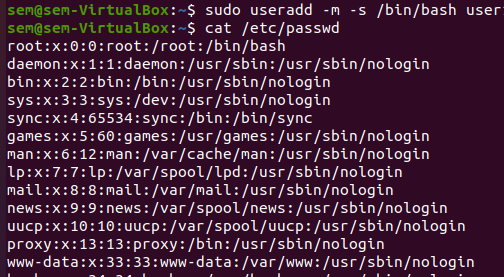 sem@sem-VirtualBox:~$ sudo useradd -m -s /bin/bash user
sem@sem-VirtualBox:~$ cat /etc/passwd
root:x:0:0:root:/root:/bin/bash
daemon:x:1:1:daemon:/usr/sbin:/usr/sbin/nologin
bin:x:2:2:bin:/bin:/usr/sbin/nologin
sys:x:3:3:sys:/dev:/usr/sbin/nologin
sync:x:4:65534:sync:/bin:/bin/sync
games:x:5:60:games:/usr/games:/usr/sbin/nologin
man:x:6:12:man:/var/cache/man:/usr/sbin/nologin
lp:x:7:7:lp:/var/spool/lpd:/usr/sbin/nologin
mail:x:8:8:mail:/var/mail:/usr/sbin/nologin
news:x:9:9:news:/var/spool/news:/usr/sbin/nologin
uucp:x:10:10:uucp:/var/spool/uucp:/usr/sbin/nologin
proxy:x:13:13:proxy:/bin:/usr/sbin/nologin
www-data:x:33:33:www-data:/var/www:/usr/sbin/nologin